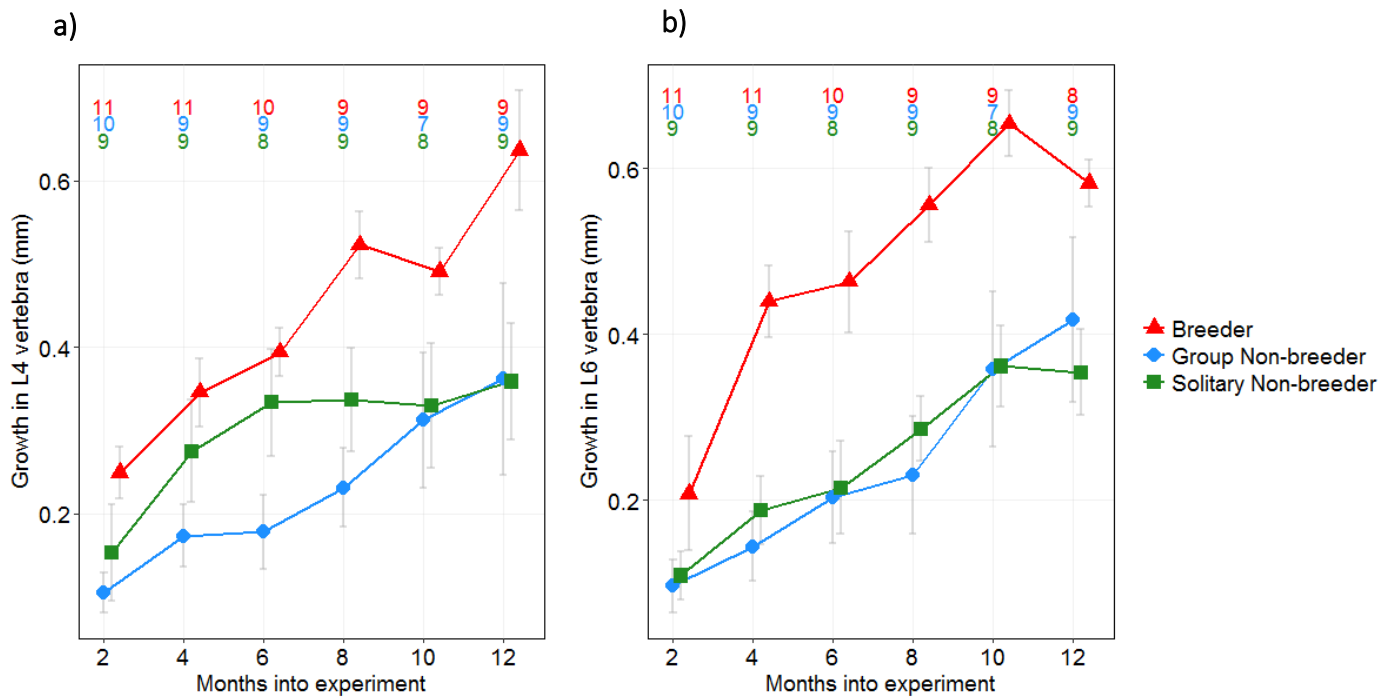 a)
11 11 10 9 9 9
10 9 9 9 7 9
9 9 8 9 8 9
0.6
0.4
0.2
Growth in L4 vertebra (mm)
2 4 6 8 10 12
Months into experiment
b)
11 11 10 9 9 8
10 9 9 9 7 9
9 9 8 9 8 9
0.6
0.4
0.2
Growth in L6 vertebra (mm)
2 4 6 8 10 12
Months into experiment
Breeder
Group Non-breeder
Solitary Non-breeder